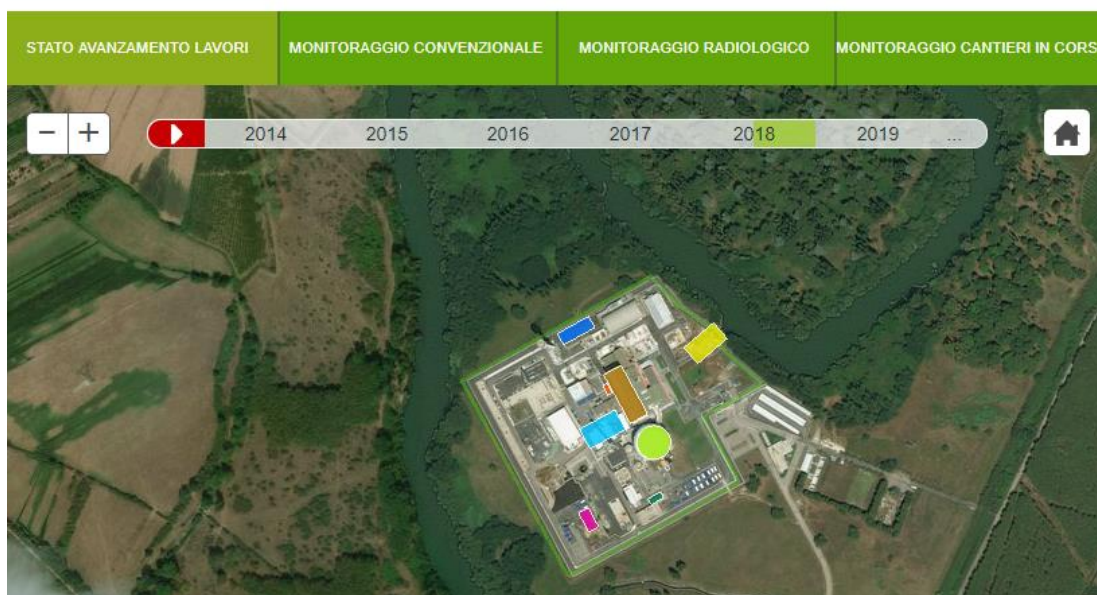 STATO AVANZAMENTO LAVORI
MONITORAGGIO CONVENZIONALE
MONITORAGGIO RADIOLOGICO
MONITORAGGIO CANTIERI IN CORS
− +
2014 2015 2016 2017 2018 2019 ...